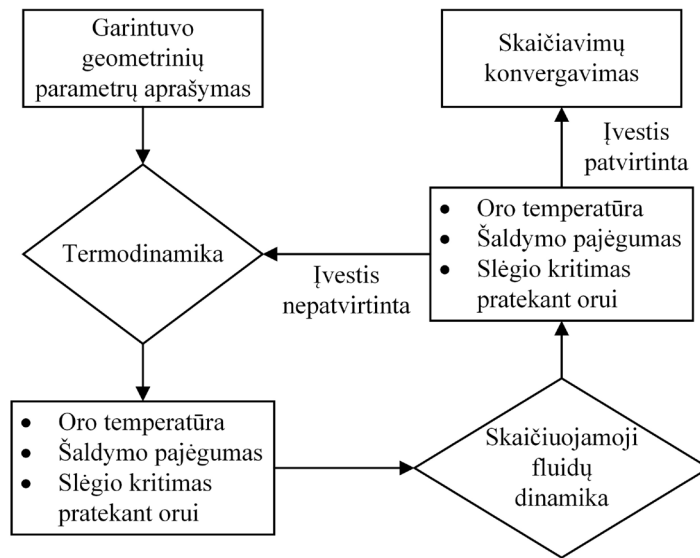 Garintuvo
geometrinių
parametrų aprašymas
Skaičiavimų
konvergavimas
Įvestis
patvirtinta
Termodinamika
• Oro temperatūra
• Šaldymo pajėgumas
• Slėgio kritimas
pratekant orui
Įvestis
nepatvirtinta
• Oro temperatūra
• Šaldymo pajėgumas
• Slėgio kritimas
pratekant orui
Skaičiuojamoji
fluidų
dinamika